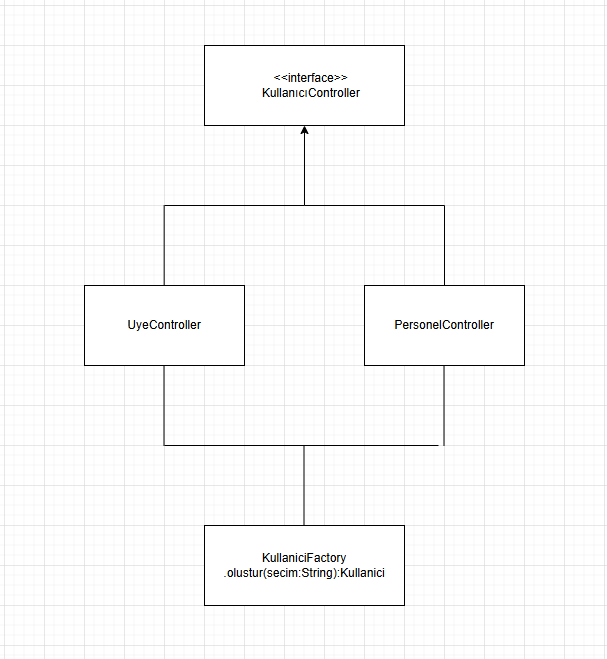 <<interface>>
KullanıcıController
UyeController
PersonelController
KullaniciFactory
.olustur(secim:String):Kullanici